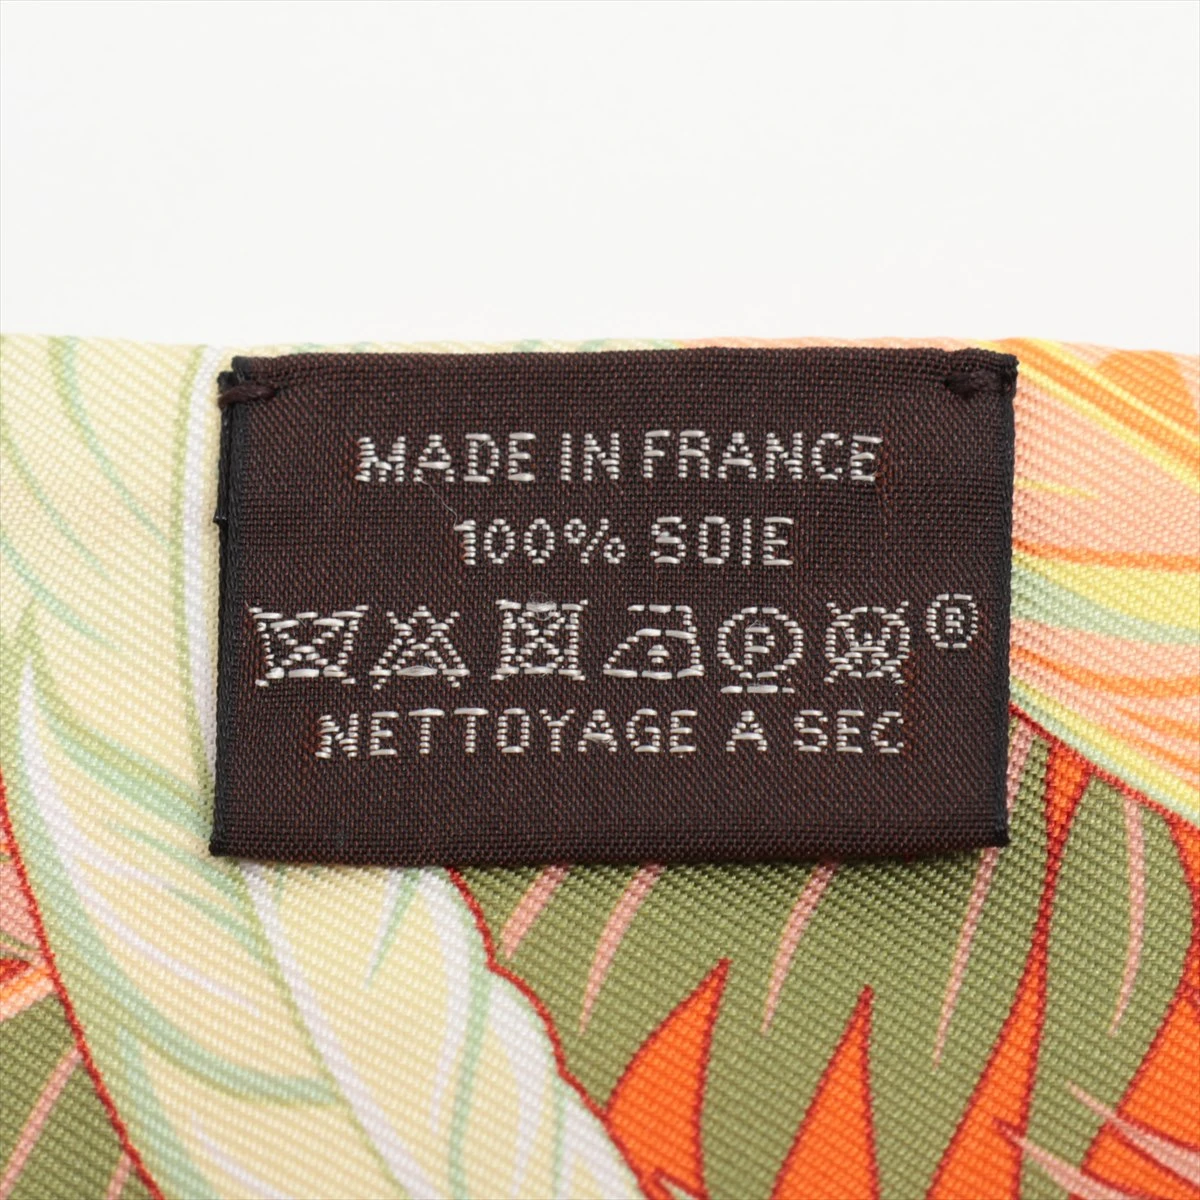 MADE IN FRANCE
100% SOIE
P ®
NETTOYAGE A SEC